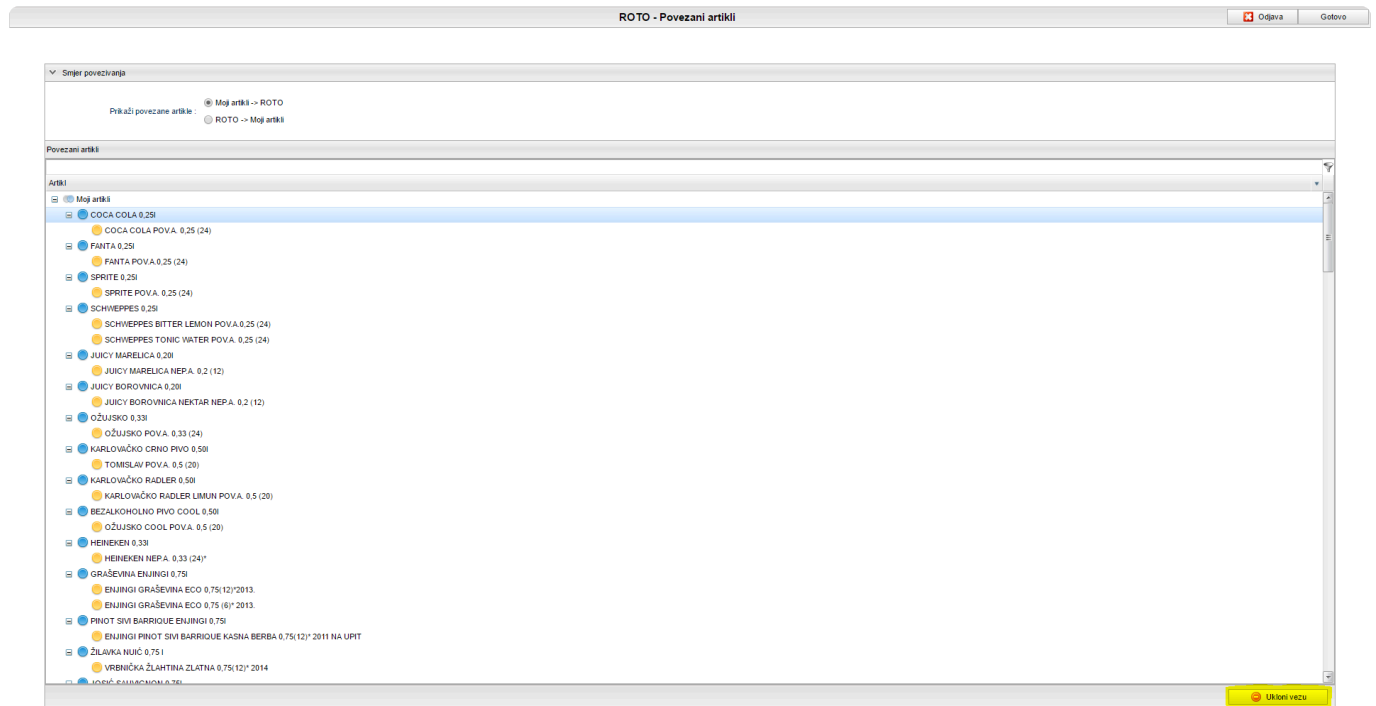 ROTO - Povezani artikli
Odjava
Gotovo
Smjer povezivanja
Prikaži povezane artikle :
Moji artikli -> ROTO
ROTO -> Moji artikli
Povezani artikli
Artikl
Moji artikli
COCA COLA 0,25l
COCA COLA POV.A. 0,25 (24)
FANTA 0,25l
FANTA POV.A.0,25 (24)
SPRITE 0,25l
SPRITE POV.A. 0,25 (24)
SCHWEPPES 0,25l
SCHWEPPES BITTER LEMON POV.A.0,25 (24)
SCHWEPPES TONIC WATER POV.A. 0,25 (24)
JUICY MARELICA 0,20l
JUICY MARELICA NEP.A. 0,2 (12)
JUICY BOROVNICA 0,20l
JUICY BOROVNICA NEKTAR NEP.A. 0,2 (12)
OŽUJSKO 0,33l
OŽUJSKO POV.A. 0,33 (24)
KARLOVAČKO CRNO PIVO 0,50l
TOMISLAV POV.A. 0,5 (20)
KARLOVAČKO RADLER 0,50l
KARLOVAČKO RADLER LIMUN POV.A. 0,5 (20)
BEZALKOHOLNO PIVO COOL 0,50l
OŽUJSKO COOL POV.A. 0,5 (20)
HEINEKEN 0,33l
HEINEKEN NEP.A. 0,33 (24)*
GRAŠEVINA ENJINGI 0,75l
ENJINGI GRAŠEVINA ECO 0,75(12)*2013.
ENJINGI GRAŠEVINA ECO 0,75 (6)* 2013.
PINOT SIVI BARRIQUE ENJINGI 0,75l
ENJINGI PINOT SIVI BARRIQUE KASNA BERBA 0,75(12)* 2011 NA UPIT
ŽILAVKA NUIĆ 0,75 l
VRBNIČKA ŽLAHTINA ZLATNA 0,75(12)* 2014
JOSIĆ SAUVIGNON 0,75l
Ukloni vezu